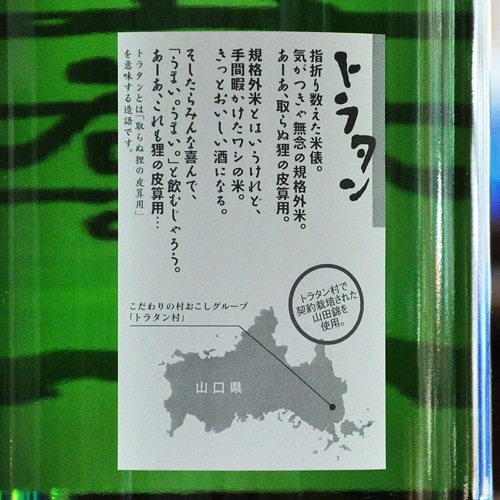 トラタン
指折り数えた米俵。
気がつきゃ無念の規格外米。
あーあ、取らぬ狸の皮算用。
規格外米とはいうけれど、
手間暇かけたワシの米。
きっとおいしい酒になる。
そしたらみんな喜んで、
「うまい。うまい。」と飲むじゃろう。
あーあ、これも狸の皮算用…
トラタンとは「取らぬ狸の皮算用」
を意味する造語です。
トラタン村で
契約栽培された
山田錦を
使用。
こだわりの村おこしグループ
「トラタン村」
山口県